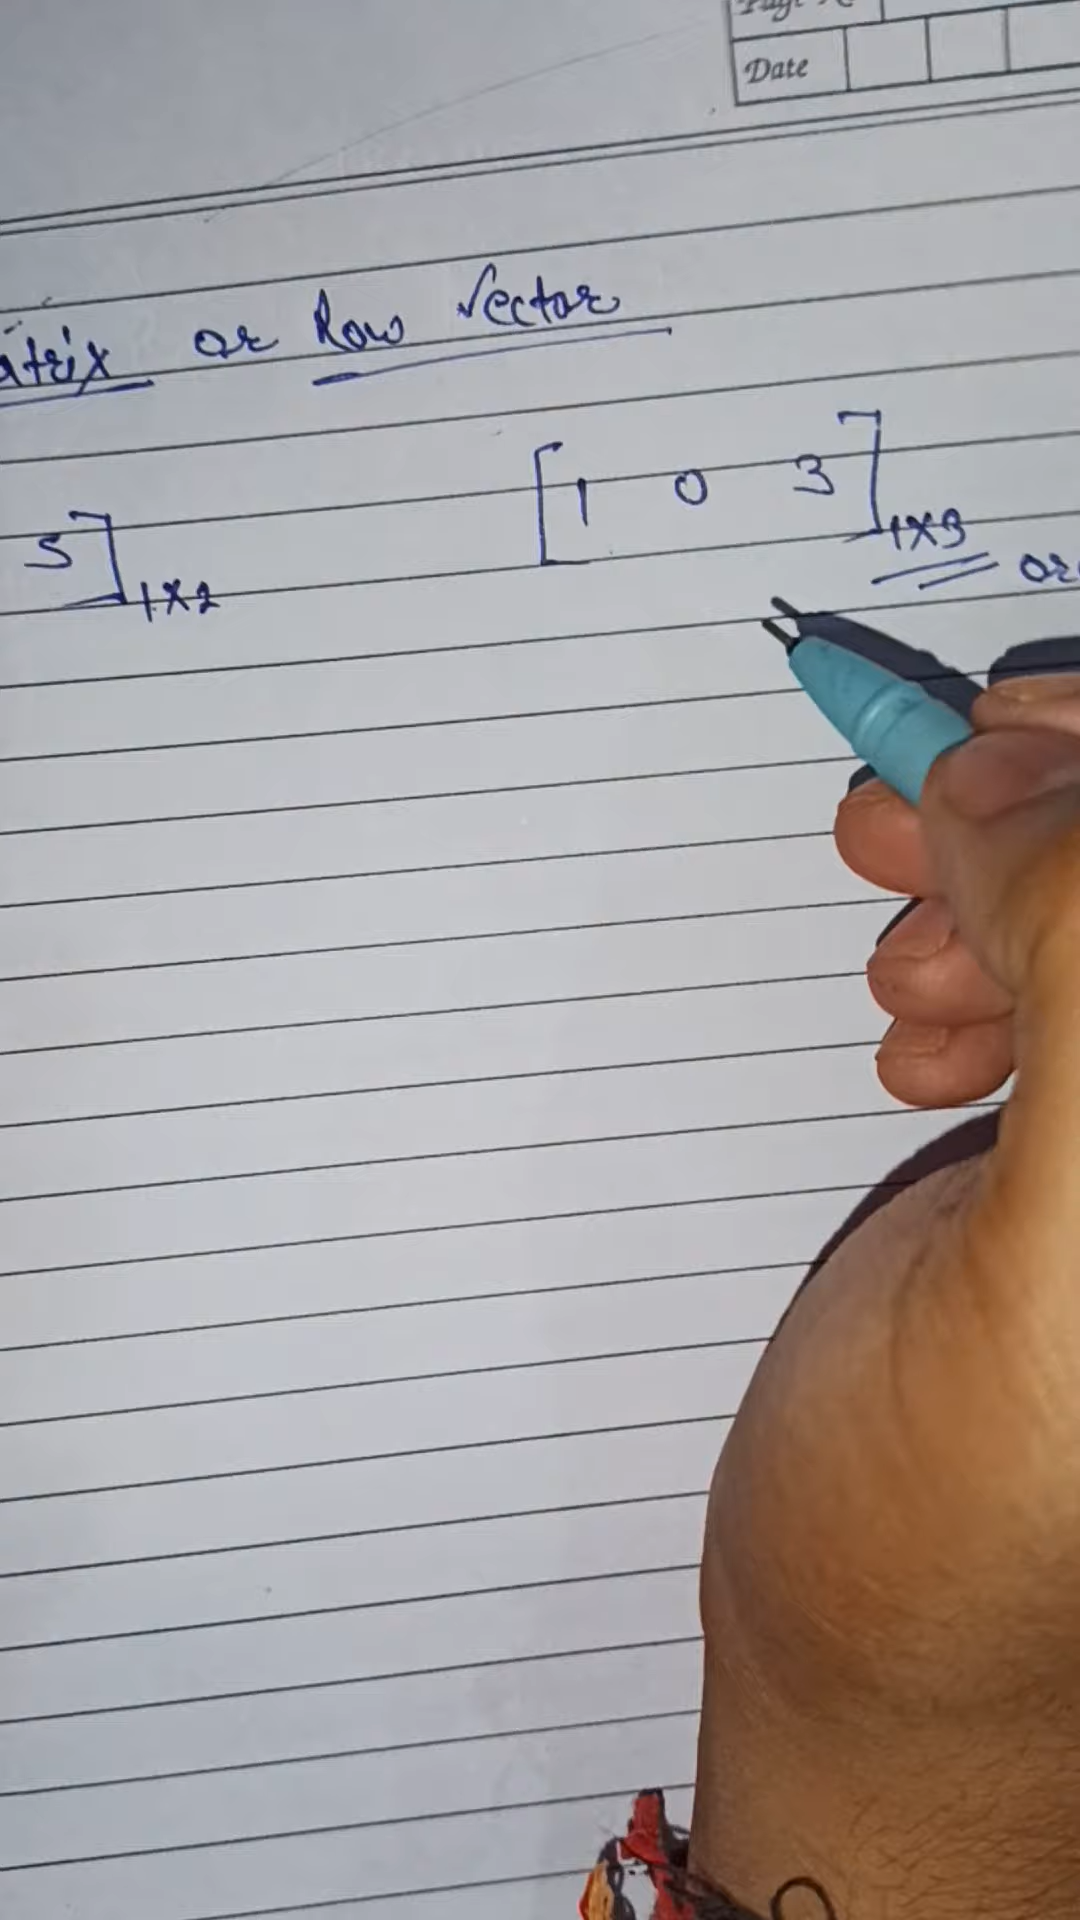 Date
atrix or Row Vector
[1 0 3]1×3
5]1×2
or